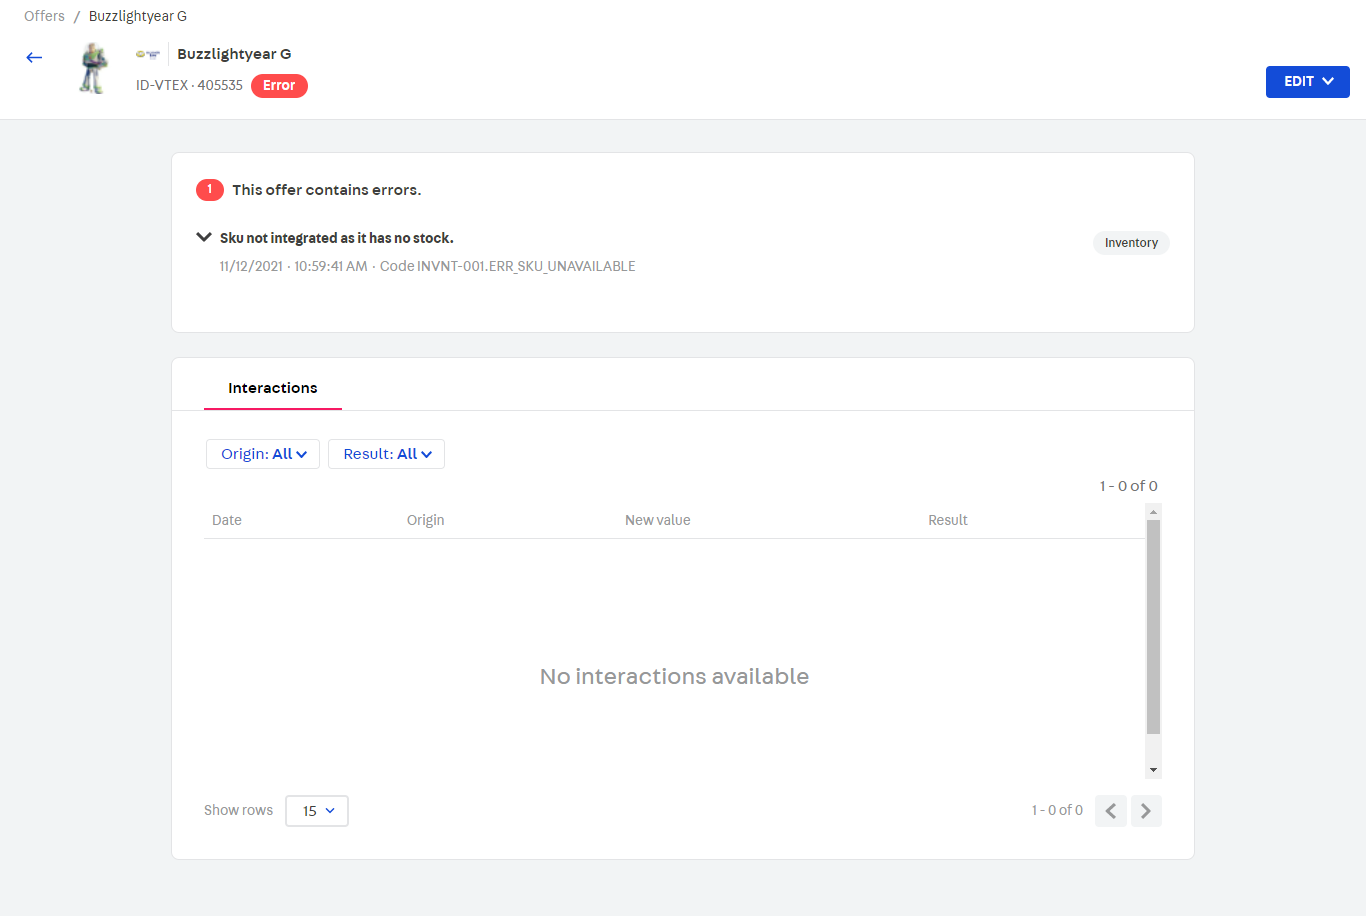 Offers / Buzzlightyear G
Buzzlightyear G
ID-VTEX · 405535 Error
EDIT
1 This offer contains errors.
Sku not integrated as it has no stock.
Inventory
11/12/2021 · 10:59:41 AM · Code INVNT-001.ERR_SKU_UNAVAILABLE
Interactions
Origin: All Result: All
1 - 0 of 0
Date Origin New value Result
No interactions available
Show rows 15 1 - 0 of 0